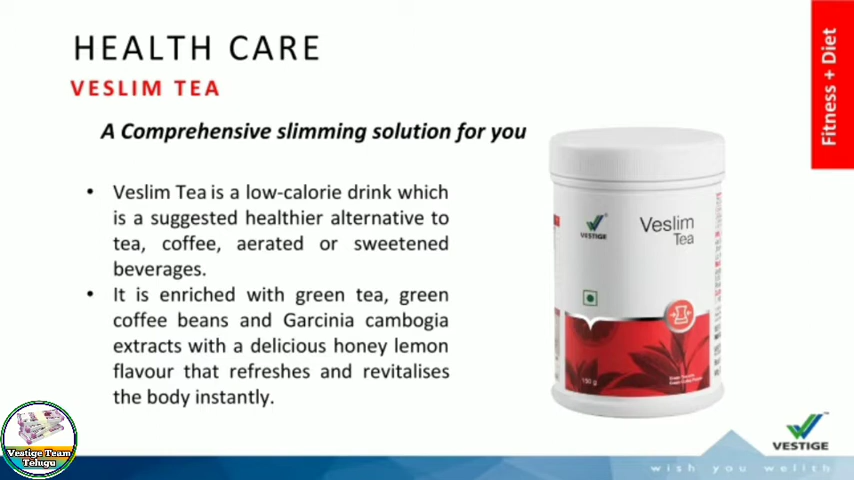 HEALTH CARE
VESLIM TEA
A Comprehensive slimming solution for you
• Veslim Tea is a low-calorie drink which
is a suggested healthier alternative to
tea, coffee, aerated or sweetened
beverages.
• It is enriched with green tea, green
coffee beans and Garcinia cambogia
extracts with a delicious honey lemon
flavour that refreshes and revitalises
the body instantly.
Fitness + Diet
VESTIGE
Veslim
Tea
Vestige Team
Telugu
VESTIGE
wish you wellth